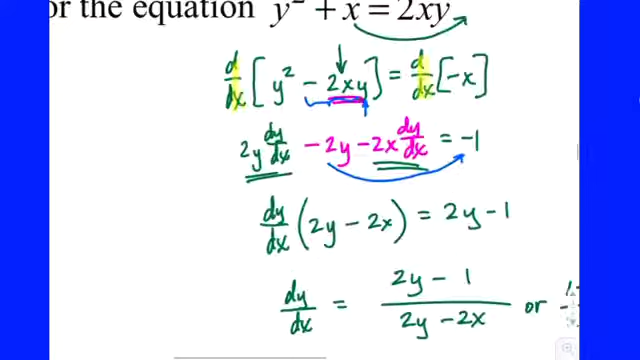 or the equation y² + x = 2xy
d/dx [y² - 2xy] = d/dx [-x]
2y dy/dx - 2y - 2x dy/dx = -1
dy/dx (2y - 2x) = 2y - 1
dy/dx = (2y - 1)/(2y - 2x) or